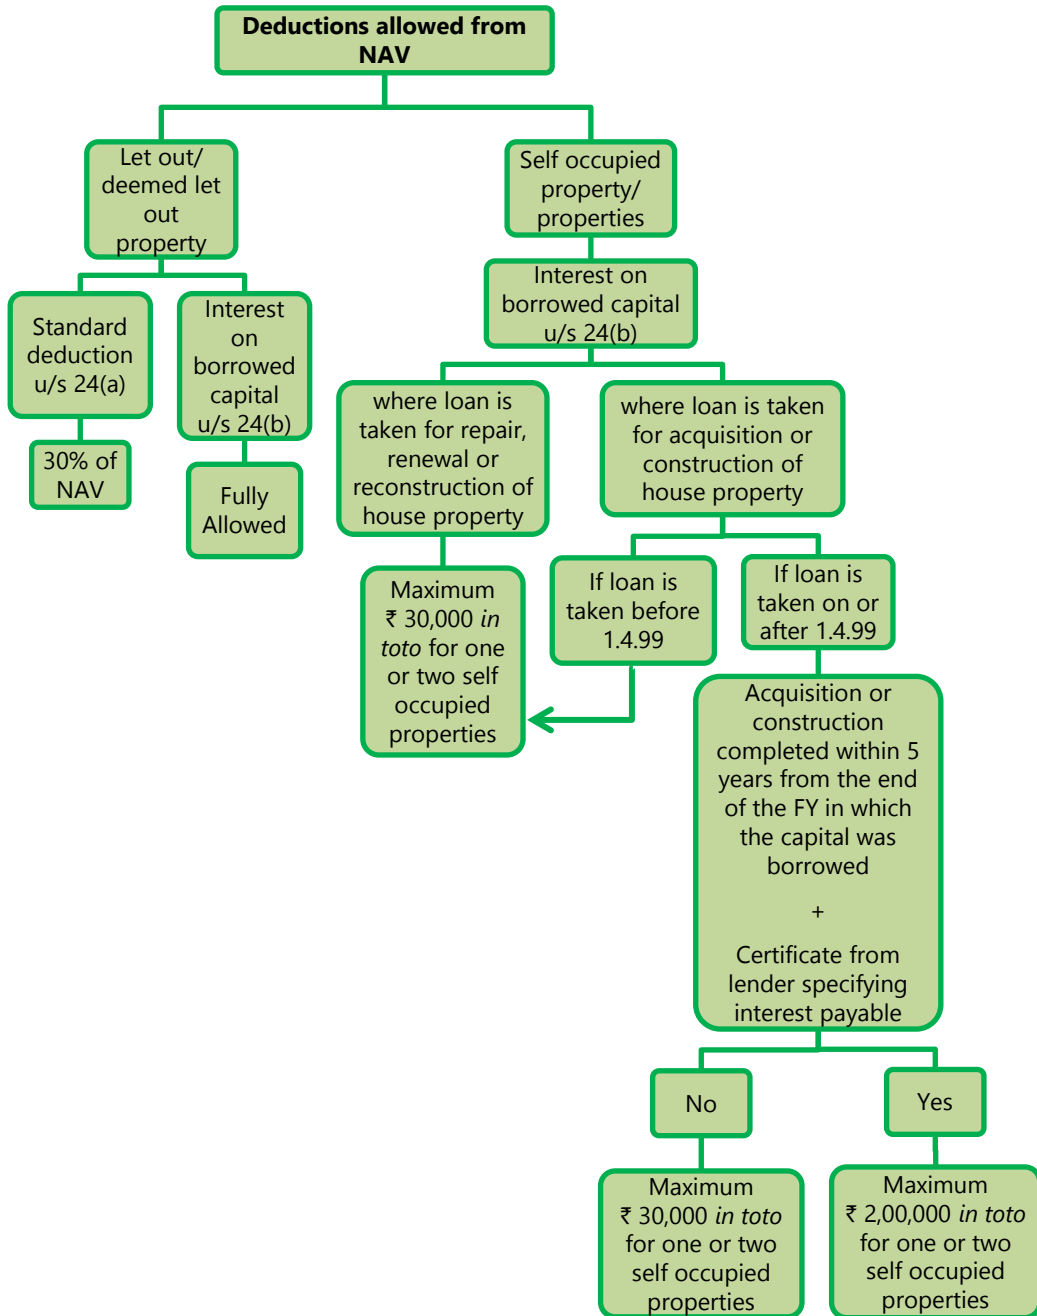 Deductions allowed from
NAV
Let out/
deemed let
out
property
Self occupied
property/
properties
Standard
deduction
u/s 24(a)
Interest
on
borrowed
capital
u/s 24(b)
Interest on
borrowed capital
u/s 24(b)
30% of
NAV
Fully
Allowed
where loan is
taken for repair,
renewal or
reconstruction of
house property
where loan is taken
for acquisition or
construction of
house property
Maximum
₹ 30,000 in
toto for one
or two self
occupied
properties
If loan is
taken before
1.4.99
If loan is
taken on or
after 1.4.99
Acquisition or
construction
completed within 5
years from the end
of the FY in which
the capital was
borrowed
+
Certificate from
lender specifying
interest payable
No
Yes
Maximum
₹ 30,000 in toto
for one or two
self occupied
properties
Maximum
₹ 2,00,000 in toto
for one or two
self occupied
properties